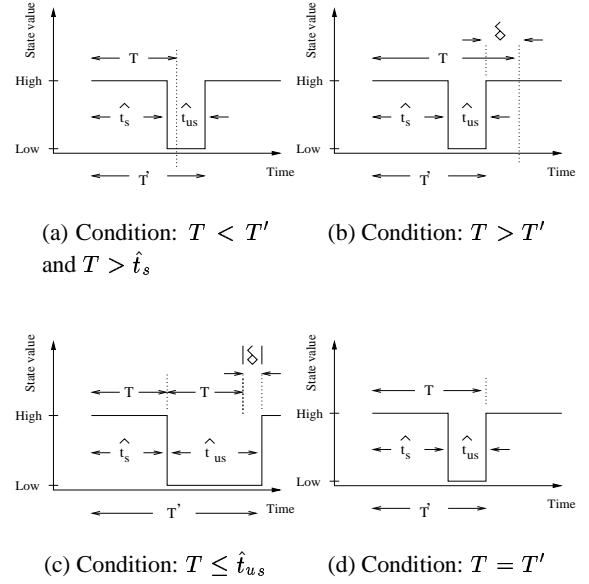 State value
T
High
t̂s
t̂us
Low
T'
Time
State value
δ
T
High
t̂s
t̂us
Low
T'
Time
(a) Condition: T < T'
and T > t̂s
(b) Condition: T > T'
State value
|δ|
T
T
High
t̂s
t̂us
Low
T'
Time
State value
T
High
t̂s
t̂us
Low
T'
Time
(c) Condition: T ≤ t̂us
(d) Condition: T = T'